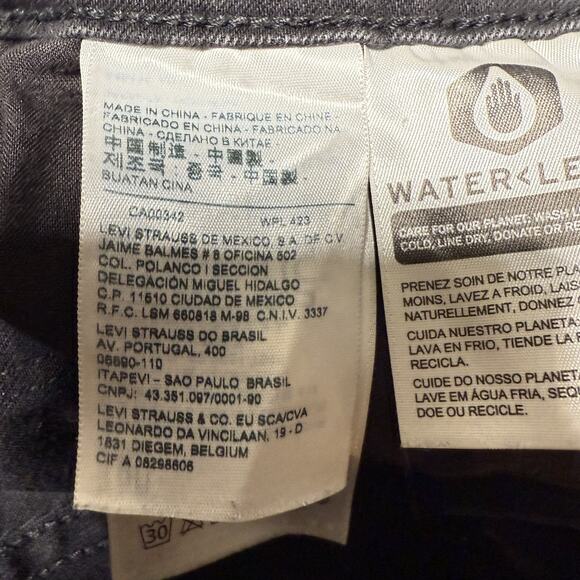 MADE IN CHINA - FABRIQUE EN CHINE -
FABRICADO EN CHINA - FABRICADO NA
CHINA - СДЕЛАНО В КИТАЕ
中国制造 - 中國製 -
제조국: 중국 - 中国製 -
BUATAN CINA
CA00342 WPL 423
LEVI STRAUSS DE MEXICO, S.A. DE C.V.
JAIME BALMES # 8 OFICINA 602
COL. POLANCO I SECCION
DELEGACIÓN MIGUEL HIDALGO
C.P. 11510 CIUDAD DE MEXICO
R.F.C. LSM 660818 M-98 C.N.I.V. 3337
LEVI STRAUSS DO BRASIL
AV. PORTUGAL, 400
06690-110
ITAPEVI - SAO PAULO BRASIL
CNPJ: 43.351.097/0001-90
LEVI STRAUSS & CO. EU SCA/CVA
LEONARDO DA VINCILAAN, 19 - D
1831 DIEGEM, BELGIUM
CIF A 08298606
30
WATER<LE
CARE FOR OUR PLANET: WASH L
COLD, LINE DRY, DONATE OR RE
PRENEZ SOIN DE NOTRE PLA
MOINS, LAVEZ A FROID, LAIS
NATURELLEMENT, DONNEZ
CUIDA NUESTRO PLANETA
LAVA EN FRIO, TIENDE LA
RECICLA.
CUIDE DO NOSSO PLANETA
LAVE EM ÁGUA FRIA, SEQU
DOE OU RECICLE.